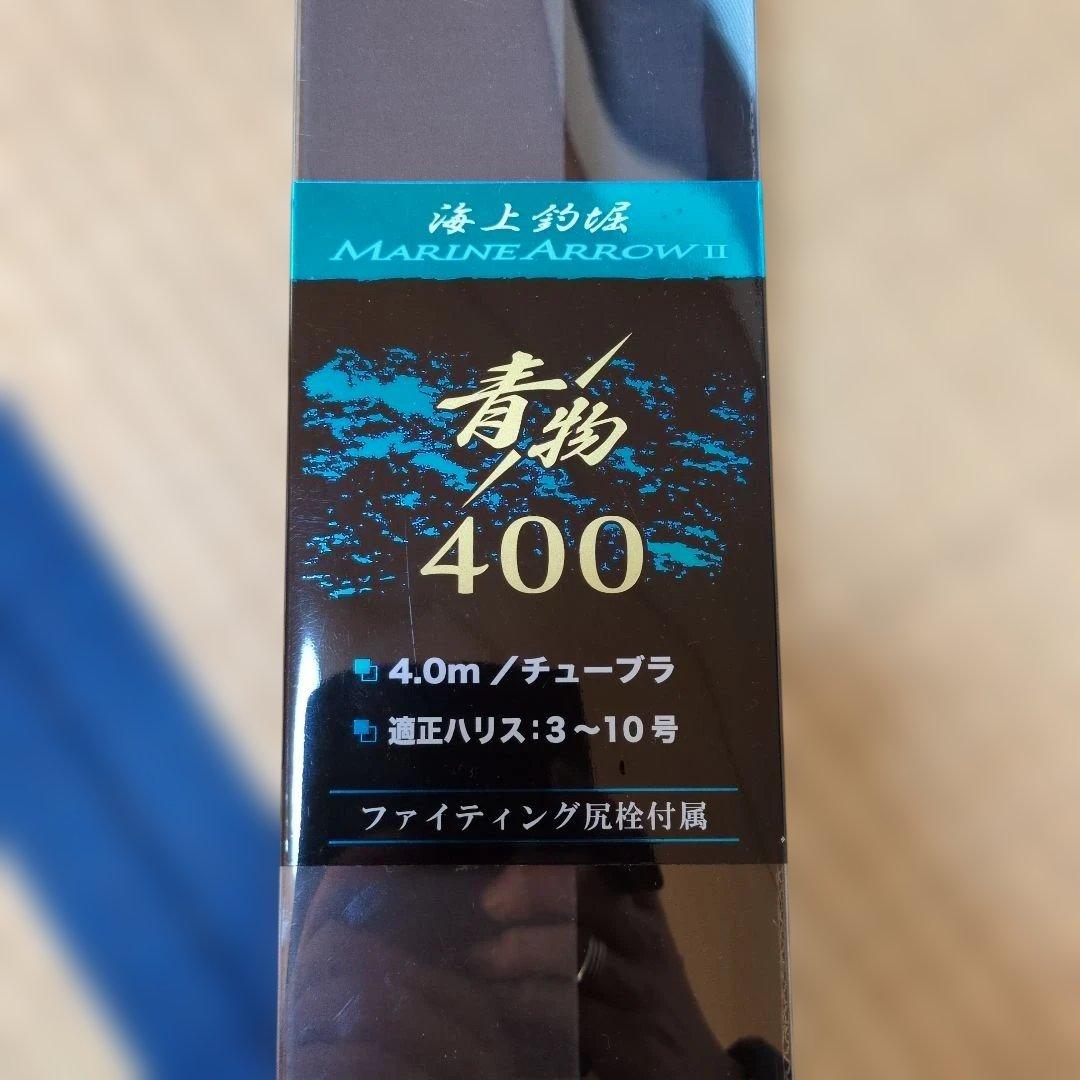 海上釣堀
MARINE ARROW II
青物
400
4.0m／チューブラ
適正ハリス：3～10号
ファイティング尻栓付属